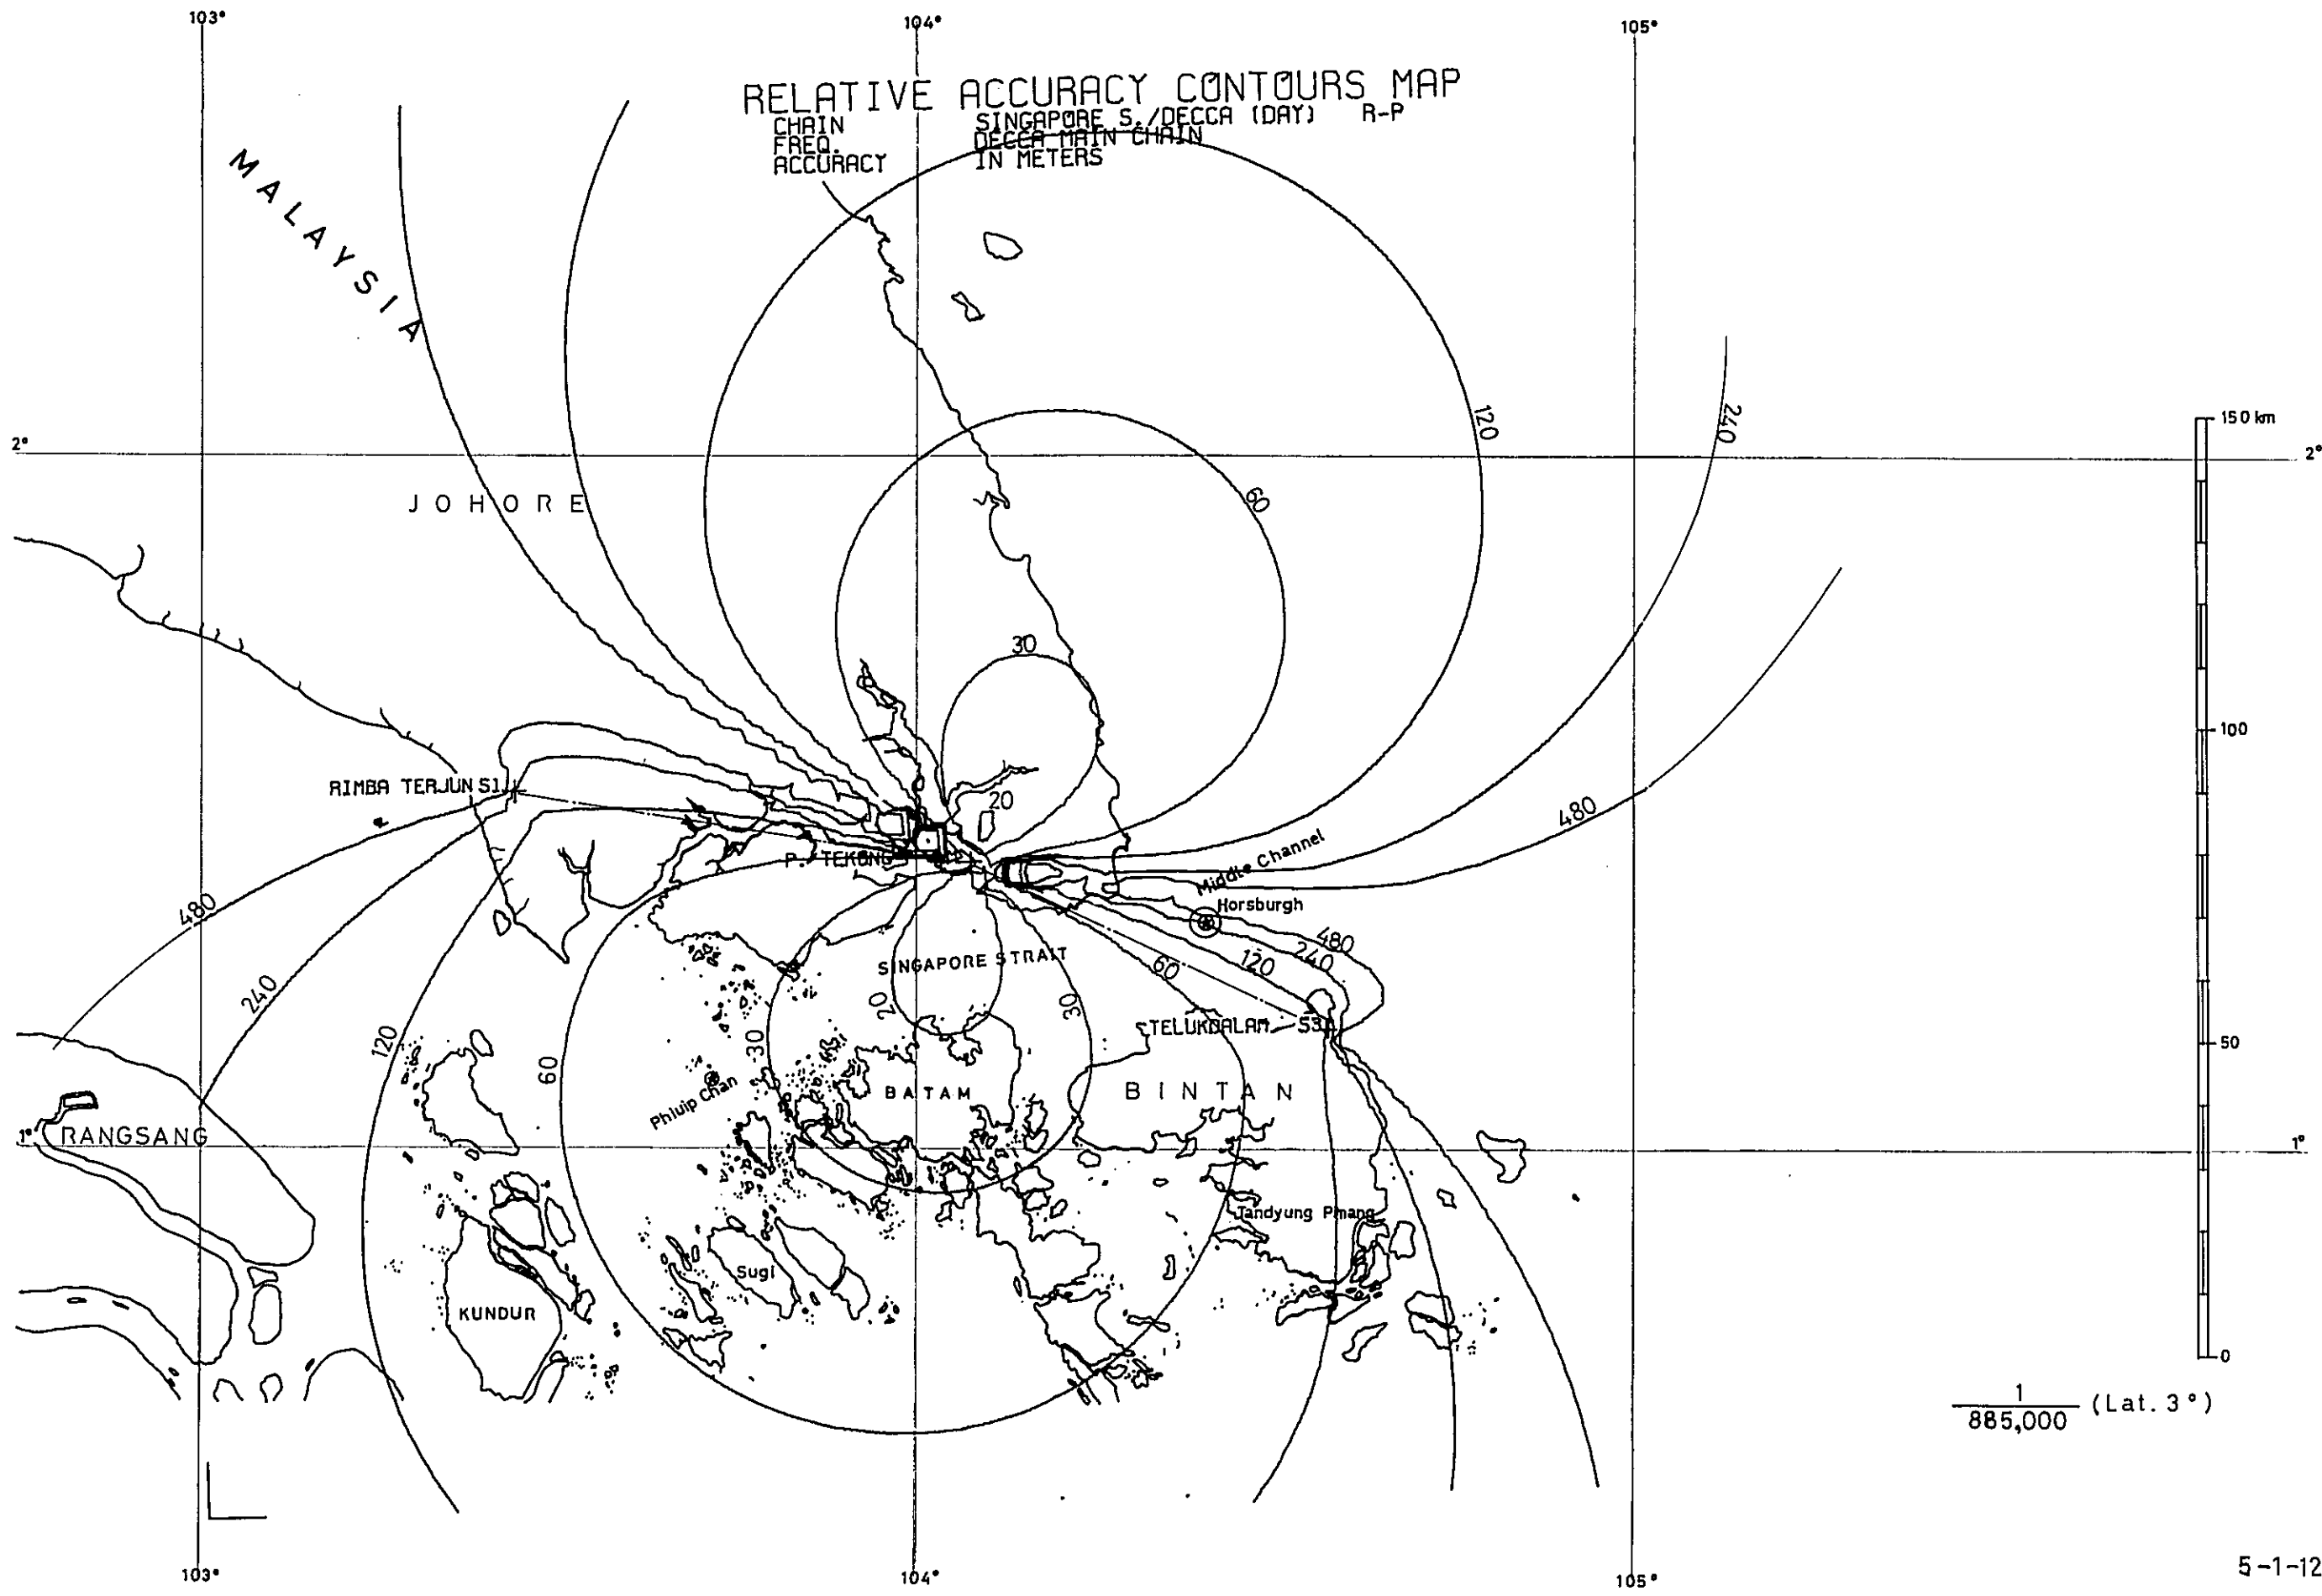 103°
104°
105°
RELATIVE ACCURACY CONTOURS MAP
CHAIN SINGAPORE S./DECCA (DAY) R-P
FREQ. DECCA MAIN CHAIN
ACCURACY IN METERS
MALAYSIA
120
240
150 km
2°
2°
JOHORE
60
30
100
RIMBA TERJUN S1
20
480
P. TEKONG
Middle Channel
Horsburgh
480
480
SINGAPORE STRAIT
60
120
240
240
20
30
TELUKDALAM S3
120
30
50
60
BATAM
BINTAN
Phluip Chan
1°
RANGSANG
1°
Tandyung Pinang
Sugi
KUNDUR
0
1
885,000 (Lat. 3°)
103°
104°
105°
5-1-12